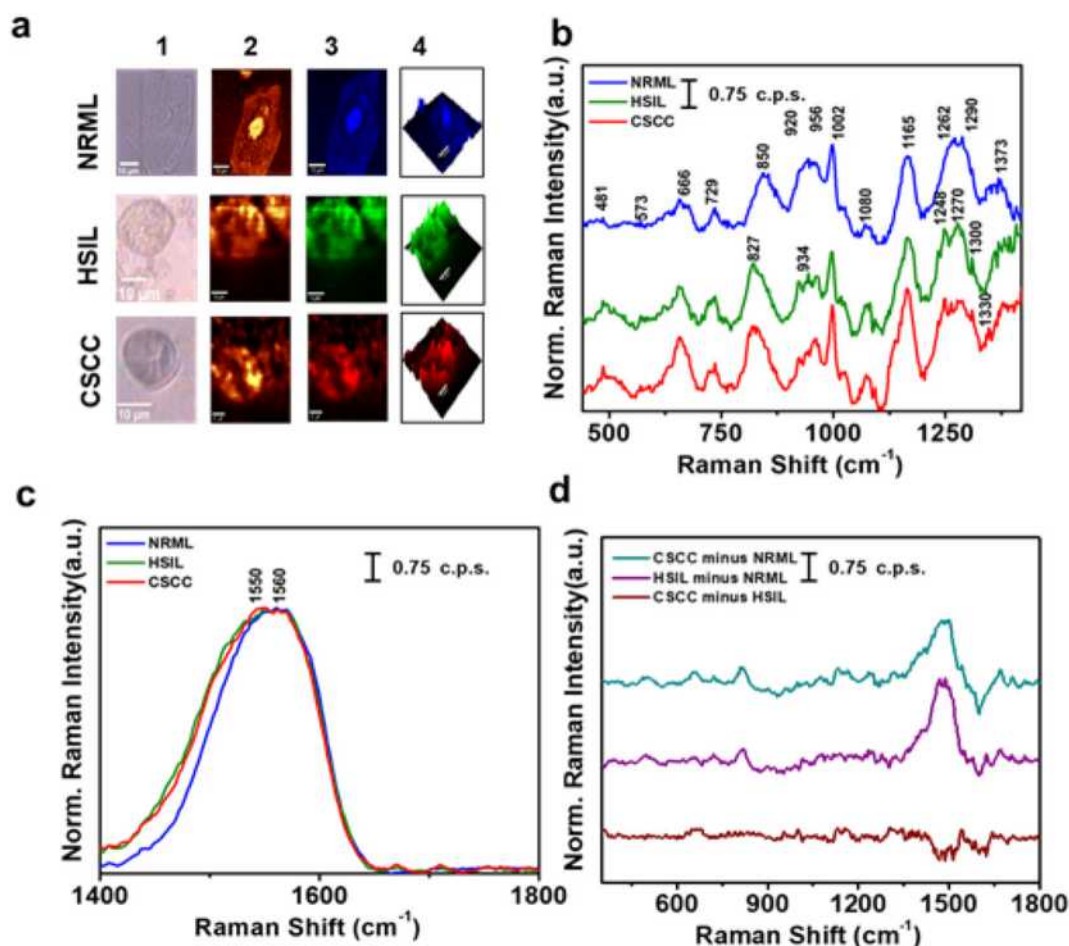 a
1 2 3 4
NRML
HSIL
10 µm
CSCC
10 µm
b
NRML
HSIL
CSCC
0.75 c.p.s.
481
573
666
729
850
920
956
1002
1080
1165
1262
1290
1373
827
934
1248
1270
1300
1330
Norm. Raman Intensity(a.u.)
500 750 1000 1250
Raman Shift (cm⁻¹)
c
NRML
HSIL
CSCC
0.75 c.p.s.
1550
1560
Norm. Raman Intensity(a.u.)
1400 1600 1800
Raman Shift (cm⁻¹)
d
CSCC minus NRML
HSIL minus NRML
CSCC minus HSIL
0.75 c.p.s.
Norm. Raman Intensity(a.u.)
600 900 1200 1500 1800
Raman Shift (cm⁻¹)